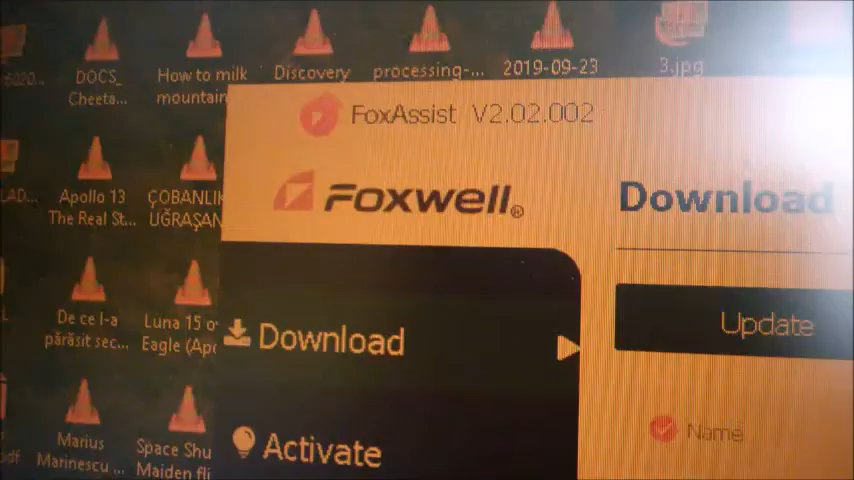 6020...
DOCS_
Cheeta...
How to milk
mountain
Discovery
processing-...
2019-09-23
3.jpg
FoxAssist V2.02.002
LAD...
Apollo 13
The Real St...
ÇOBANLIK
UĞRAŞAN
Foxwell®
Download
De ce l-a
părăsit sec...
Luna 15 o
Eagle (Apo
Download
Update
Marius
Marinescu ...
Space Shu
Maiden fli
Activate
Name